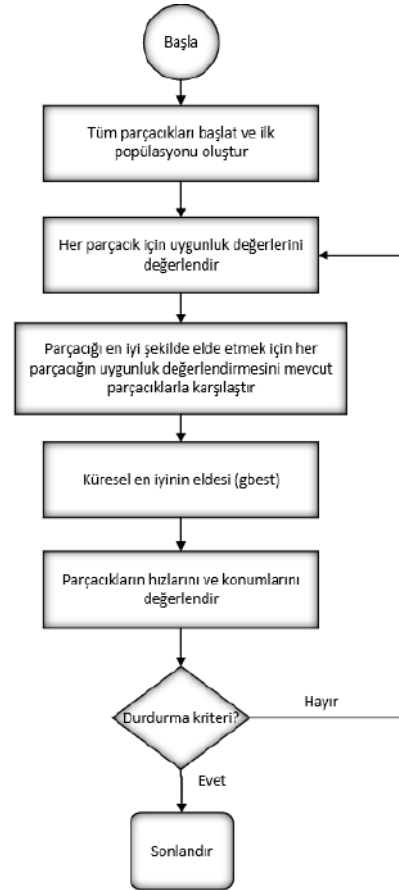 Başla
Tüm parçacıkları başlat ve ilk
popülasyonu oluştur
Her parçacık için uygunluk değerlerini
değerlendir
Parçacığı en iyi şekilde elde etmek için her
parçacığın uygunluk değerlendirmesini mevcut
parçacıklarla karşılaştır
Küresel en iyinin eldesi (gbest)
Parçacıkların hızlarını ve konumlarını
değerlendir
Durdurma kriteri?
Hayır
Evet
Sonlandır